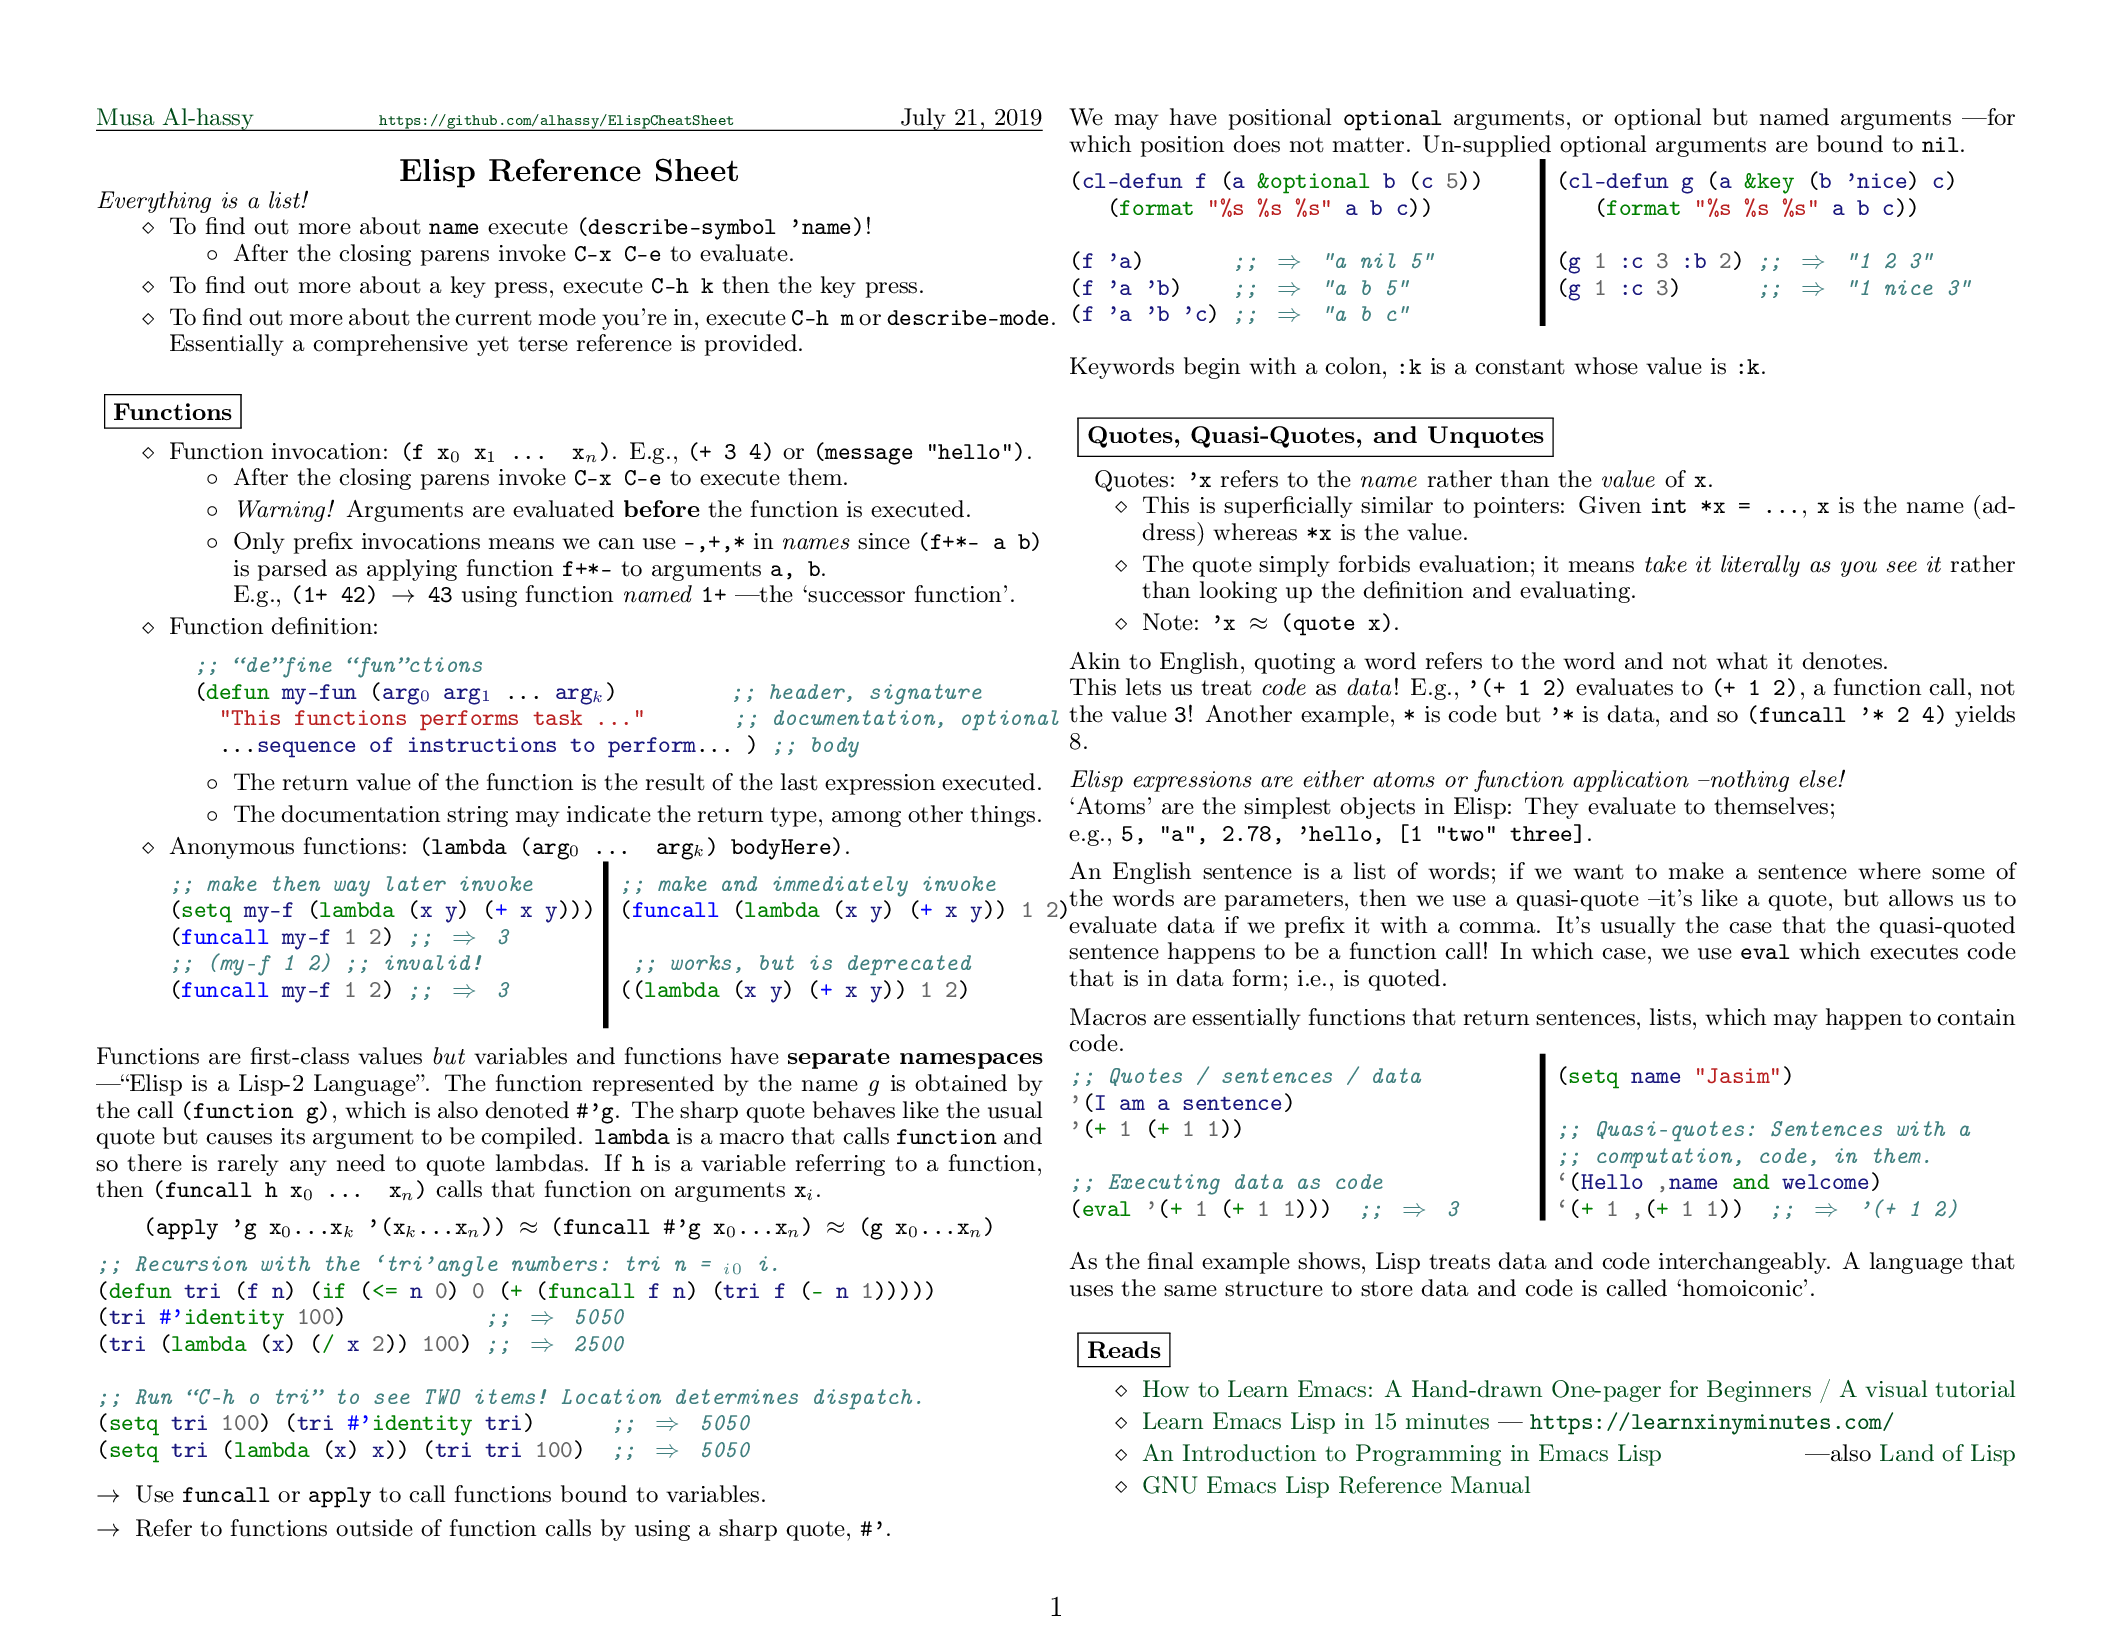 Musa Al-hassy https://github.com/alhassy/ElispCheatSheet July 21, 2019
Elisp Reference Sheet
Everything is a list!
⋄ To find out more about name execute (describe-symbol ’name)!
◦ After the closing parens invoke C-x C-e to evaluate.
⋄ To find out more about a key press, execute C-h k then the key press.
⋄ To find out more about the current mode you’re in, execute C-h m or describe-mode.
Essentially a comprehensive yet terse reference is provided.
Functions
⋄ Function invocation: (f x₀ x₁ ... xₙ). E.g., (+ 3 4) or (message "hello").
◦ After the closing parens invoke C-x C-e to execute them.
◦ Warning! Arguments are evaluated before the function is executed.
◦ Only prefix invocations means we can use -,+,* in names since (f+*- a b)
is parsed as applying function f+*- to arguments a, b.
E.g., (1+ 42) → 43 using function named 1+ —the ‘successor function’.
⋄ Function definition:
;; “de”fine “fun”ctions
(defun my-fun (arg₀ arg₁ ... argₖ) ;; header, signature
"This functions performs task ..." ;; documentation, optional
...sequence of instructions to perform... ) ;; body
◦ The return value of the function is the result of the last expression executed.
◦ The documentation string may indicate the return type, among other things.
⋄ Anonymous functions: (lambda (arg₀ ... argₖ) bodyHere).
;; make then way later invoke
(setq my-f (lambda (x y) (+ x y)))
(funcall my-f 1 2) ;; ⇒ 3
;; (my-f 1 2) ;; invalid!
(funcall my-f 1 2) ;; ⇒ 3
;; make and immediately invoke
(funcall (lambda (x y) (+ x y)) 1 2)
;; works, but is deprecated
((lambda (x y) (+ x y)) 1 2)
Functions are first-class values but variables and functions have separate namespaces
—“Elisp is a Lisp-2 Language”. The function represented by the name g is obtained by
the call (function g), which is also denoted #’g. The sharp quote behaves like the usual
quote but causes its argument to be compiled. lambda is a macro that calls function and
so there is rarely any need to quote lambdas. If h is a variable referring to a function,
then (funcall h x₀ ... xₙ) calls that function on arguments xᵢ.
(apply ’g x₀...xₖ ’(xₖ...xₙ)) ≈ (funcall #’g x₀...xₙ) ≈ (g x₀...xₙ)
;; Recursion with the ‘tri’angle numbers: tri n = ᵢ₀ i.
(defun tri (f n) (if (<= n 0) 0 (+ (funcall f n) (tri f (- n 1)))))
(tri #’identity 100) ;; ⇒ 5050
(tri (lambda (x) (/ x 2)) 100) ;; ⇒ 2500
;; Run “C-h o tri” to see TWO items! Location determines dispatch.
(setq tri 100) (tri #’identity tri) ;; ⇒ 5050
(setq tri (lambda (x) x)) (tri tri 100) ;; ⇒ 5050
→ Use funcall or apply to call functions bound to variables.
→ Refer to functions outside of function calls by using a sharp quote, #’.
We may have positional optional arguments, or optional but named arguments —for
which position does not matter. Un-supplied optional arguments are bound to nil.
(cl-defun f (a &optional b (c 5))
(format "%s %s %s" a b c))
(f ’a) ;; ⇒ "a nil 5"
(f ’a ’b) ;; ⇒ "a b 5"
(f ’a ’b ’c) ;; ⇒ "a b c"
(cl-defun g (a &key (b ’nice) c)
(format "%s %s %s" a b c))
(g 1 :c 3 :b 2) ;; ⇒ "1 2 3"
(g 1 :c 3) ;; ⇒ "1 nice 3"
Keywords begin with a colon, :k is a constant whose value is :k.
Quotes, Quasi-Quotes, and Unquotes
Quotes: ’x refers to the name rather than the value of x.
⋄ This is superficially similar to pointers: Given int *x = ..., x is the name (ad-
dress) whereas *x is the value.
⋄ The quote simply forbids evaluation; it means take it literally as you see it rather
than looking up the definition and evaluating.
⋄ Note: ’x ≈ (quote x).
Akin to English, quoting a word refers to the word and not what it denotes.
This lets us treat code as data! E.g., ’(+ 1 2) evaluates to (+ 1 2), a function call, not
the value 3! Another example, * is code but ’* is data, and so (funcall ’* 2 4) yields
8.
Elisp expressions are either atoms or function application –nothing else!
‘Atoms’ are the simplest objects in Elisp: They evaluate to themselves;
e.g., 5, "a", 2.78, ’hello, [1 "two" three].
An English sentence is a list of words; if we want to make a sentence where some of
the words are parameters, then we use a quasi-quote –it’s like a quote, but allows us to
evaluate data if we prefix it with a comma. It’s usually the case that the quasi-quoted
sentence happens to be a function call! In which case, we use eval which executes code
that is in data form; i.e., is quoted.
Macros are essentially functions that return sentences, lists, which may happen to contain
code.
;; Quotes / sentences / data
’(I am a sentence)
’(+ 1 (+ 1 1))
;; Executing data as code
(eval ’(+ 1 (+ 1 1))) ;; ⇒ 3
(setq name "Jasim")
;; Quasi-quotes: Sentences with a
;; computation, code, in them.
‘(Hello ,name and welcome)
‘(+ 1 ,(+ 1 1)) ;; ⇒ ’(+ 1 2)
As the final example shows, Lisp treats data and code interchangeably. A language that
uses the same structure to store data and code is called ‘homoiconic’.
Reads
⋄ How to Learn Emacs: A Hand-drawn One-pager for Beginners / A visual tutorial
⋄ Learn Emacs Lisp in 15 minutes — https://learnxinyminutes.com/
⋄ An Introduction to Programming in Emacs Lisp —also Land of Lisp
⋄ GNU Emacs Lisp Reference Manual
1